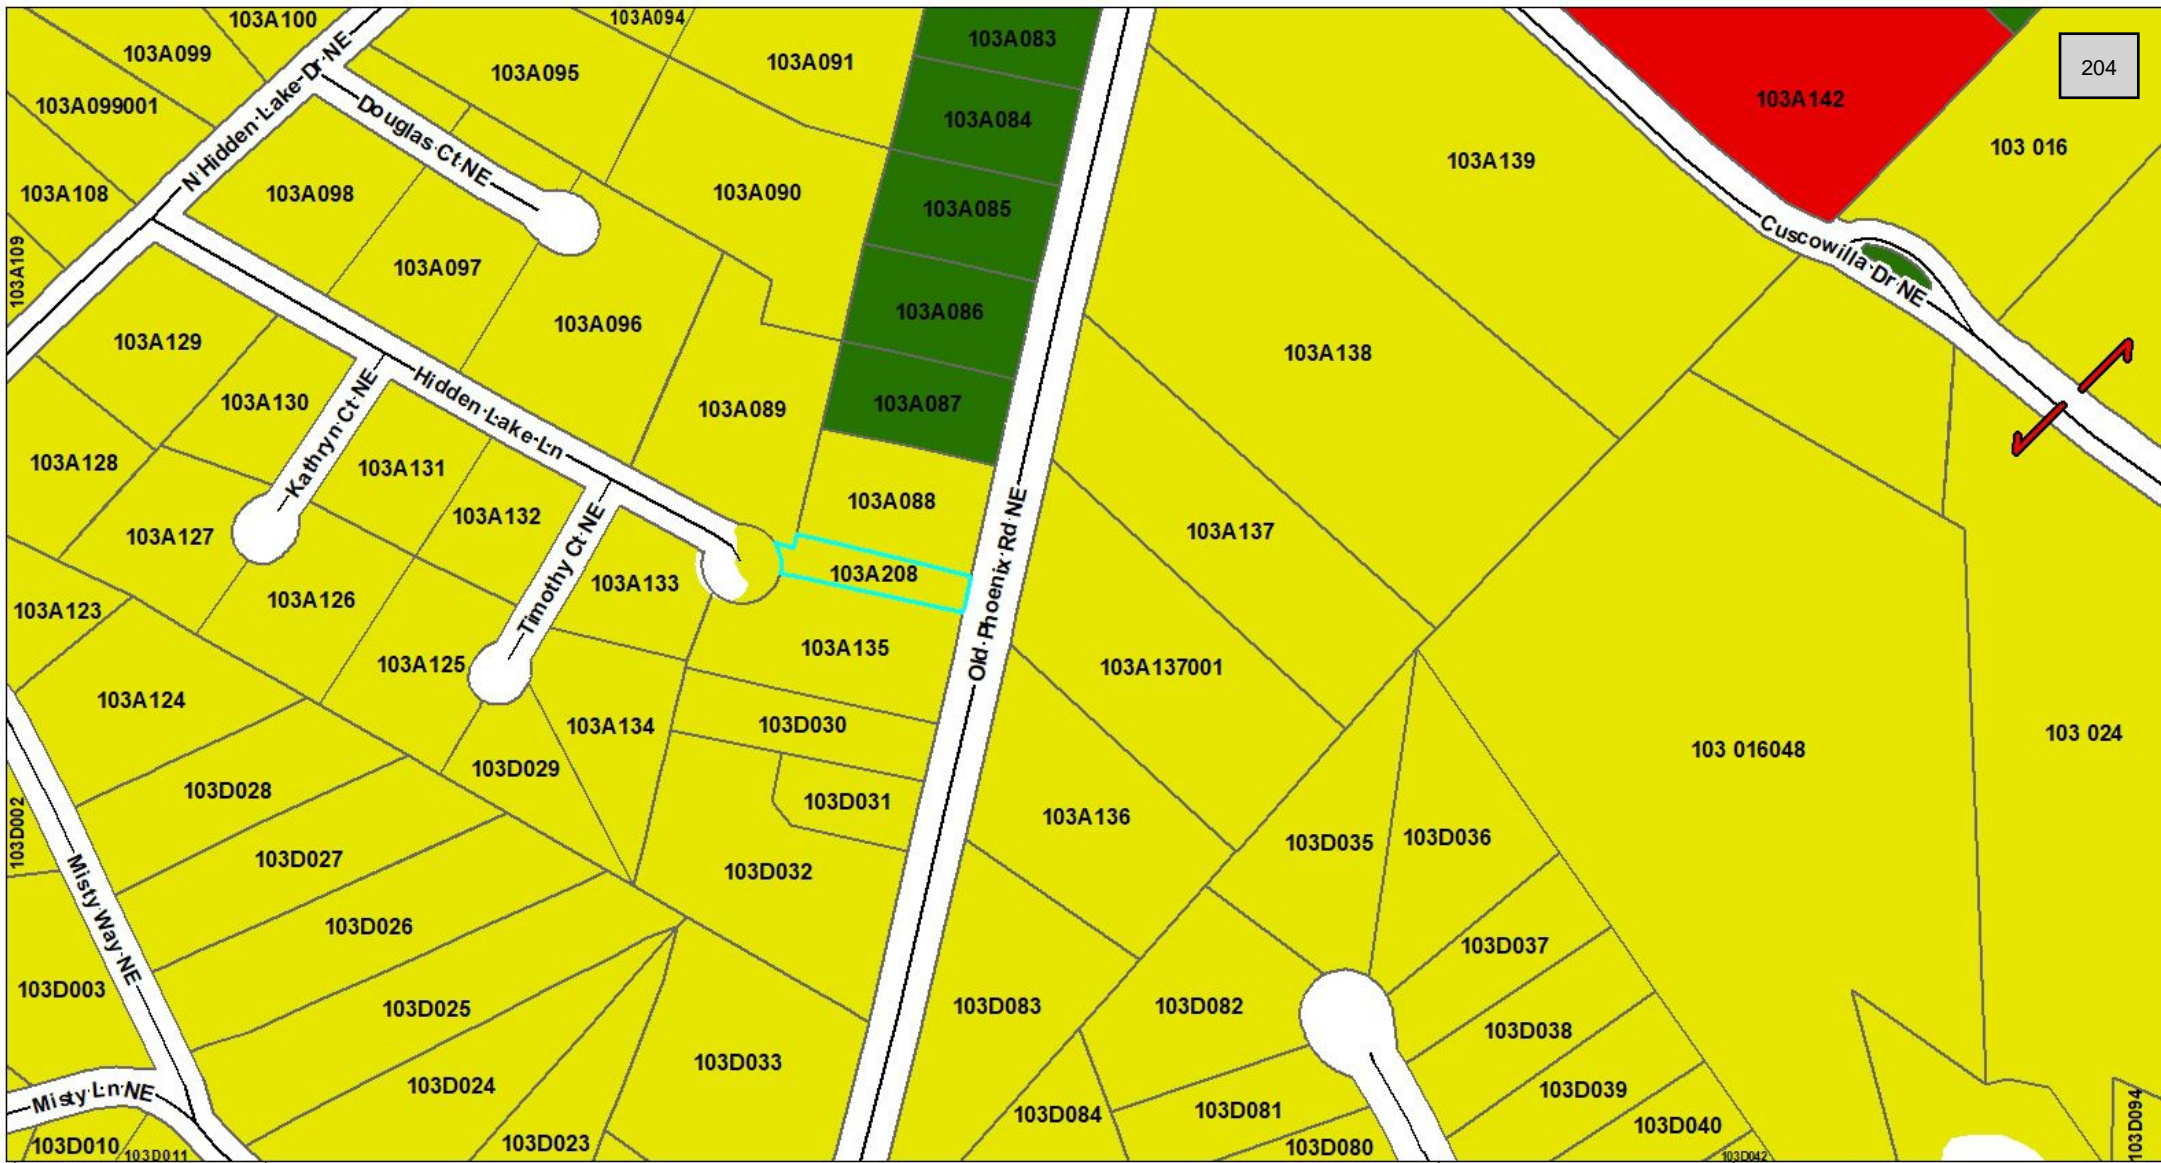 103A100
103A094
103A083
103A099
103A091
103A095
204
103A099001
103A142
103A084
N Hidden Lake Dr NE
Douglas Ct NE
103 016
103A139
103A108
103A098
103A090
103A085
Cuscowilla Dr NE
103A109
103A097
103A086
103A096
103A129
103A138
103A130
Kathryn Ct NE
Hidden Lake Ln
103A089
103A087
103A128
103A131
103A088
103A132
103A127
103A137
Timothy Ct NE
Old Phoenix Rd NE
103A133
103A208
103A126
103A123
103A135
103A125
103A137001
103A124
103A134
103D030
103 024
103 016048
103D029
103D028
103D031
103A136
103D002
103D027
103D032
103D035
103D036
Misty Way NE
103D026
103D037
103D003
103D025
103D083
103D082
103D038
103D033
103D024
103D039
Misty Ln NE
103D084
103D081
103D040
103D094
103D010
103D011
103D023
103D080
103D042